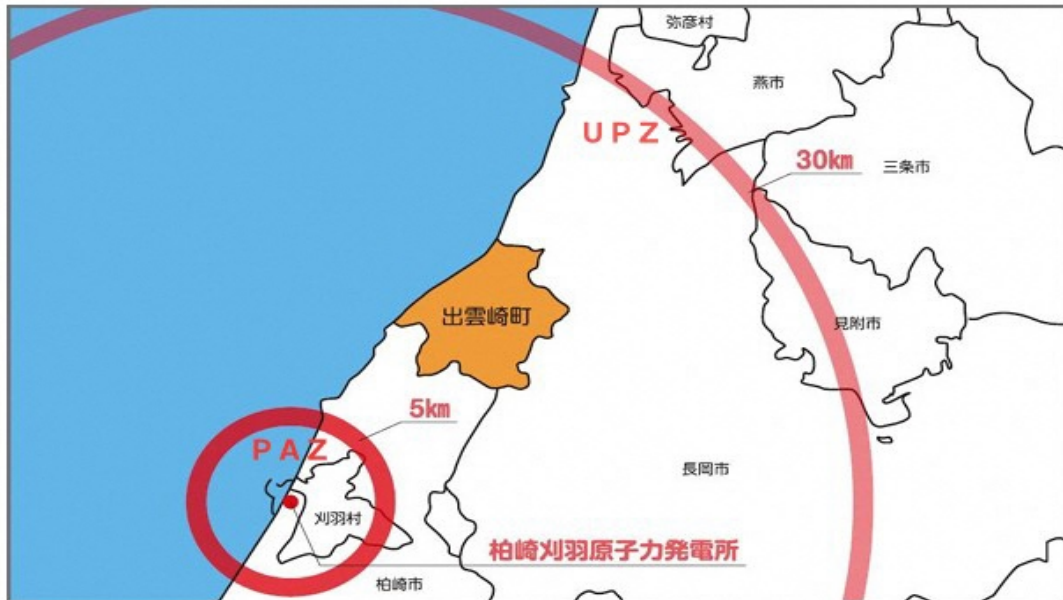 弥彦村
燕市
UPZ
30km
三条市
出雲崎町
見附市
5km
PAZ
長岡市
刈羽村
柏崎刈羽原子力発電所
柏崎市